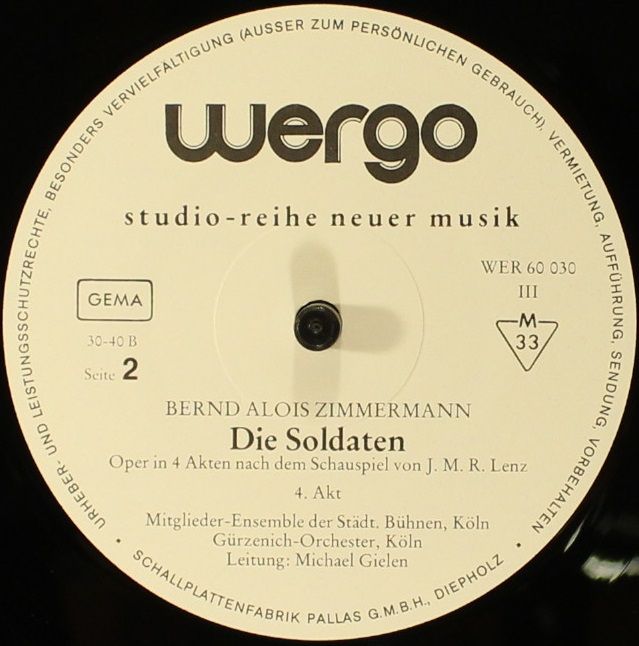 URHEBER- UND LEISTUNGSSCHUTZRECHTE, BESONDERS VERVIELFÄLTIGUNG (AUSSER ZUM PERSÖNLICHEN GEBRAUCH), VERMIETUNG, AUFFÜHRUNG, SENDUNG, VORBEHALTEN
wergo
studio-reihe neuer musik
WER 60 030
III
GEMA
M
33
30-40 B
Seite 2
BERND ALOIS ZIMMERMANN
Die Soldaten
Oper in 4 Akten nach dem Schauspiel von J. M. R. Lenz
4. Akt
Mitglieder-Ensemble der Städt. Bühnen, Köln
Gürzenich-Orchester, Köln
Leitung: Michael Gielen
• SCHALLPLATTENFABRIK PALLAS G.M.B.H., DIEPHOLZ •